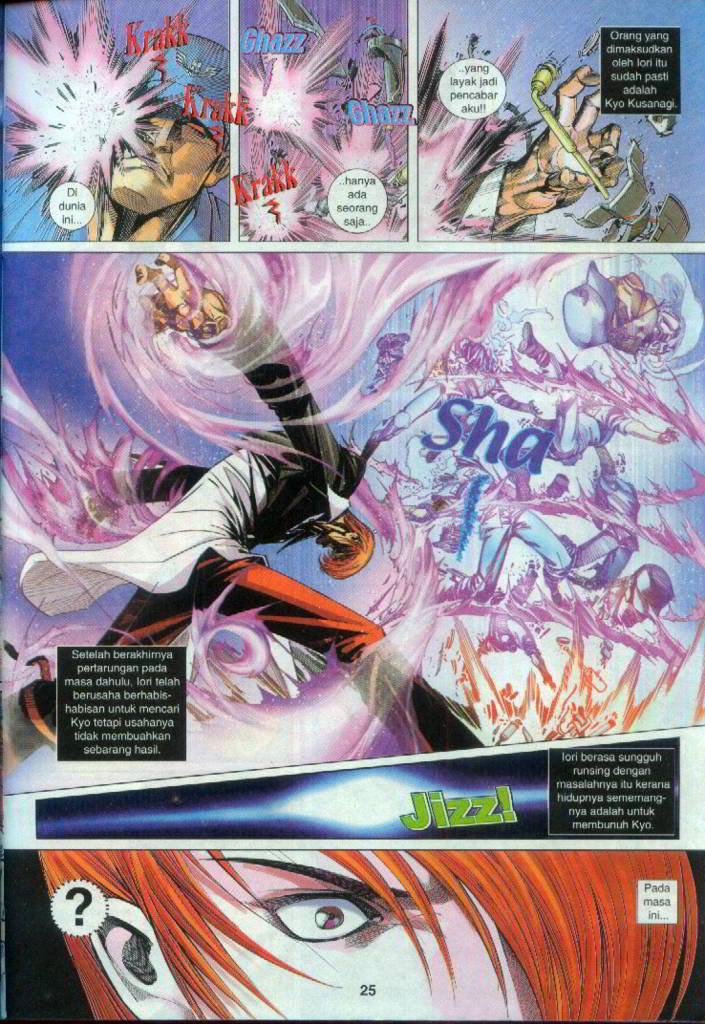 Krakk
Krakk
Di
dunia
ini...
Ghazz
Ghazz
Krakk
..hanya
ada
seorang
saja..
..yang
layak jadi
pencabar
aku!!
Orang yang
dimaksudkan
oleh Iori itu
sudah pasti
adalah
Kyo Kusanagi.
Sha
Setelah berakhirnya
pertarungan pada
masa dahulu, Iori telah
berusaha berhabis-
habisan untuk mencari
Kyo tetapi usahanya
tidak membuahkan
sebarang hasil.
Jizz!
Iori berasa sungguh
runsing dengan
masalahnya itu kerana
hidupnya sememang-
nya adalah untuk
membunuh Kyo.
?
Pada
masa
ini...
25